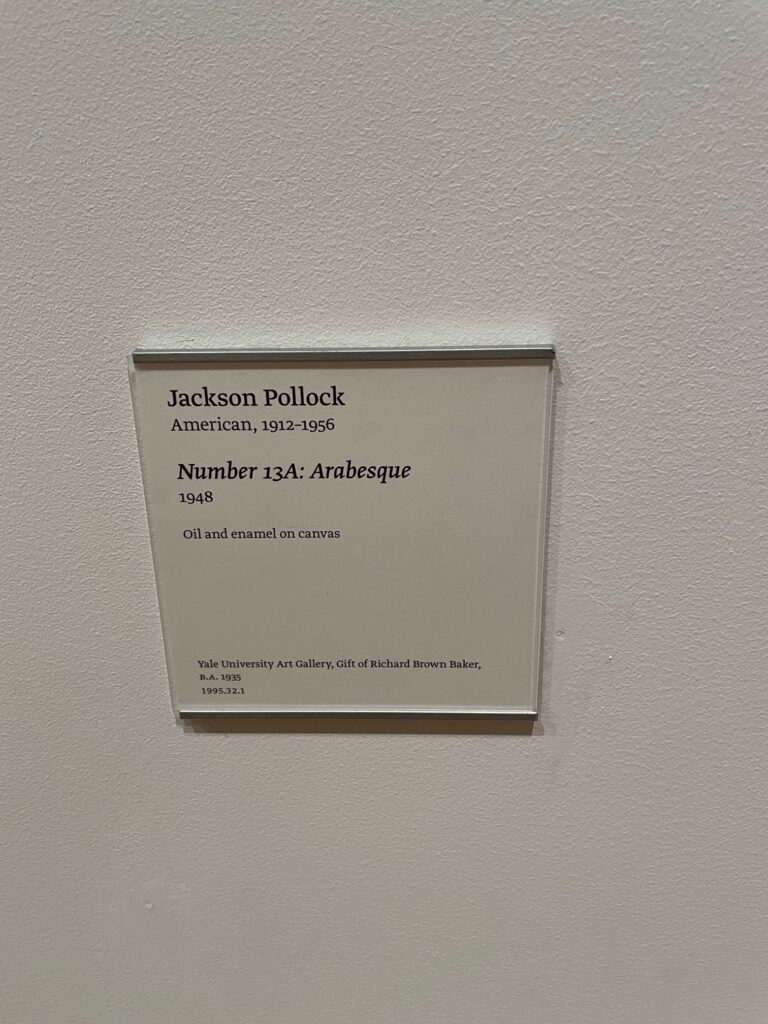 Jackson Pollock
American, 1912–1956
Number 13A: Arabesque
1948
Oil and enamel on canvas
Yale University Art Gallery, Gift of Richard Brown Baker,
B.A. 1935
1995.32.1